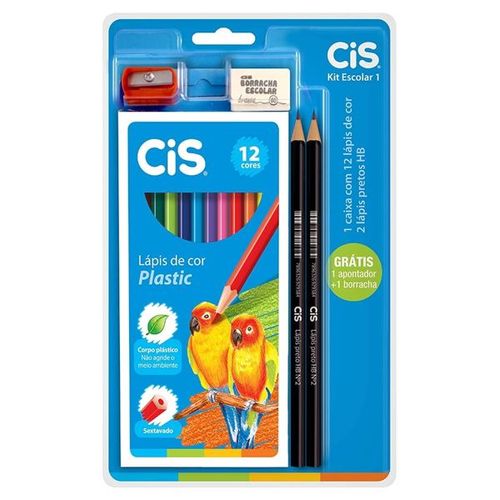 CiS
Kit Escolar 1
BORRACHA
ESCOLAR
1 caixa com 12 lápis de cor
2 lápis pretos HB
CiS
12
cores
Lápis de cor
Plastic
Corpo plástico
Não agride o
meio ambiente
Sextavado
GRÁTIS
1 apontador
+1 borracha
CiS
Lápis preto HB Nº2
CiS
Lápis preto HB Nº2